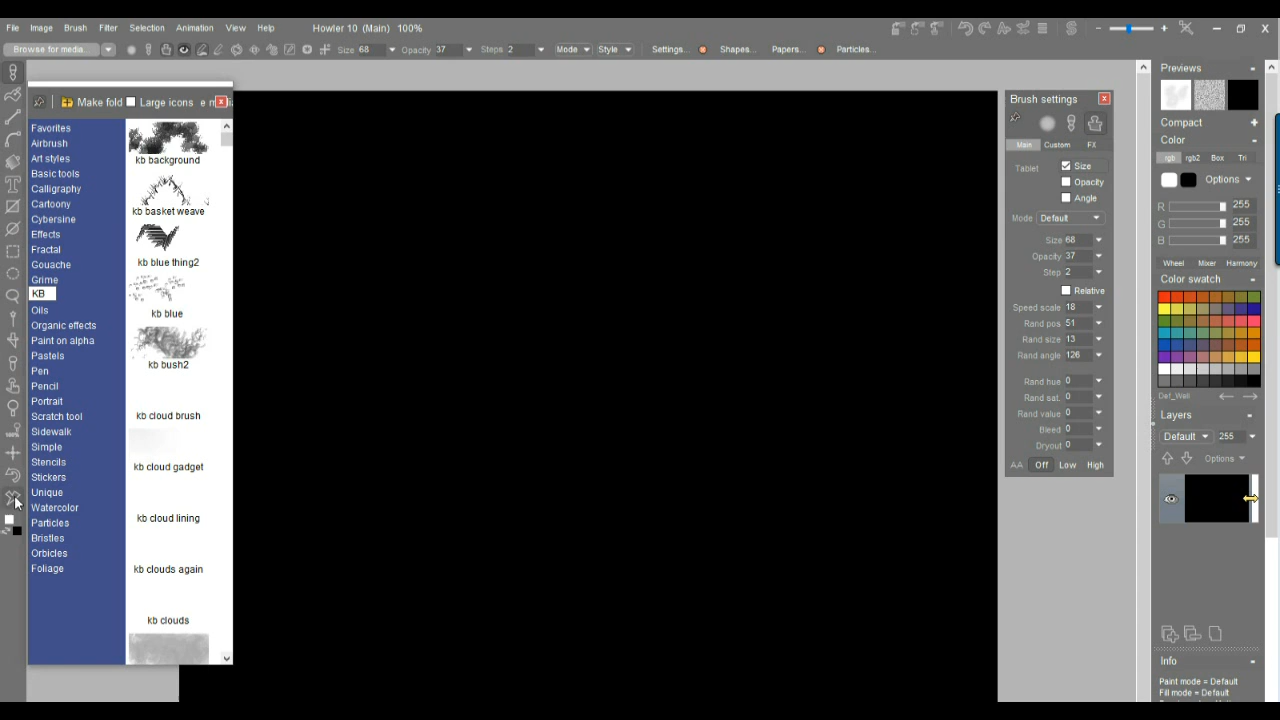 File Image Brush Filter Selection Animation View Help Howler 10 (Main) 100%
Browse for media... Size 68 Opacity 37 Steps 2 Mode Style Settings... Shapes... Papers... Particles...
Make fold Large icons
Favorites
Airbrush
Art styles
Basic tools
Calligraphy
Cartoony
Cybersine
Effects
Fractal
Gouache
Grime
KB
Oils
Organic effects
Paint on alpha
Pastels
Pen
Pencil
Portrait
Scratch tool
Sidewalk
Simple
Stencils
Stickers
Unique
Watercolor
Particles
Bristles
Orbicles
Foliage
kb background
kb basket weave
kb blue thing2
kb blue
kb bush2
kb cloud brush
kb cloud gadget
kb cloud lining
kb clouds again
kb clouds
Brush settings
Main Custom FX
Tablet Size
Opacity
Angle
Mode Default
Size 68
Opacity 37
Step 2
Relative
Speed scale 18
Rand pos 51
Rand size 13
Rand angle 126
Rand hue 0
Rand sat. 0
Rand value 0
Bleed 0
Dryout 0
AA Off Low High
Previews
Compact
Color
rgb rgb2 Box Tri
Options
R 255
G 255
B 255
Wheel Mixer Harmony
Color swatch
Def_Wall
Layers
Default 255
Options
Info
Paint mode = Default
Fill mode = Default